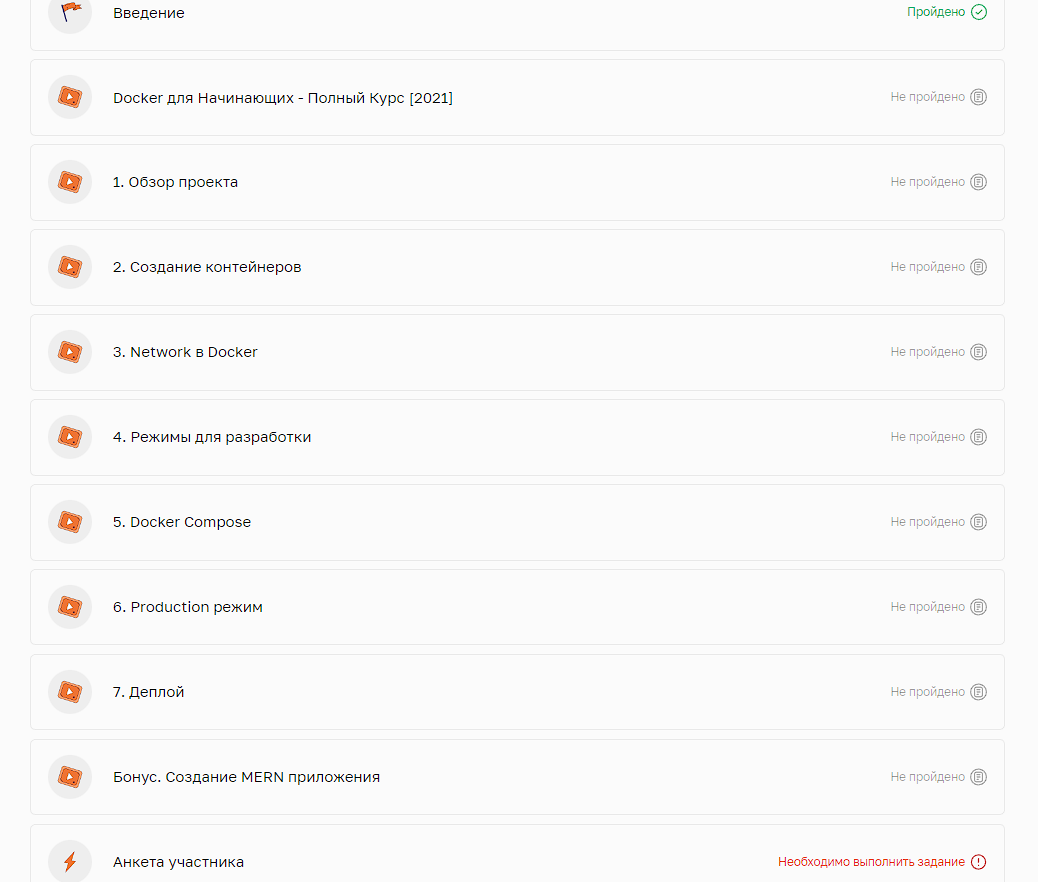 Введение
Пройдено
Docker для Начинающих - Полный Курс [2021]
Не пройдено
1. Обзор проекта
Не пройдено
2. Создание контейнеров
Не пройдено
3. Network в Docker
Не пройдено
4. Режимы для разработки
Не пройдено
5. Docker Compose
Не пройдено
6. Production режим
Не пройдено
7. Деплой
Не пройдено
Бонус. Создание MERN приложения
Не пройдено
Анкета участника
Необходимо выполнить задание